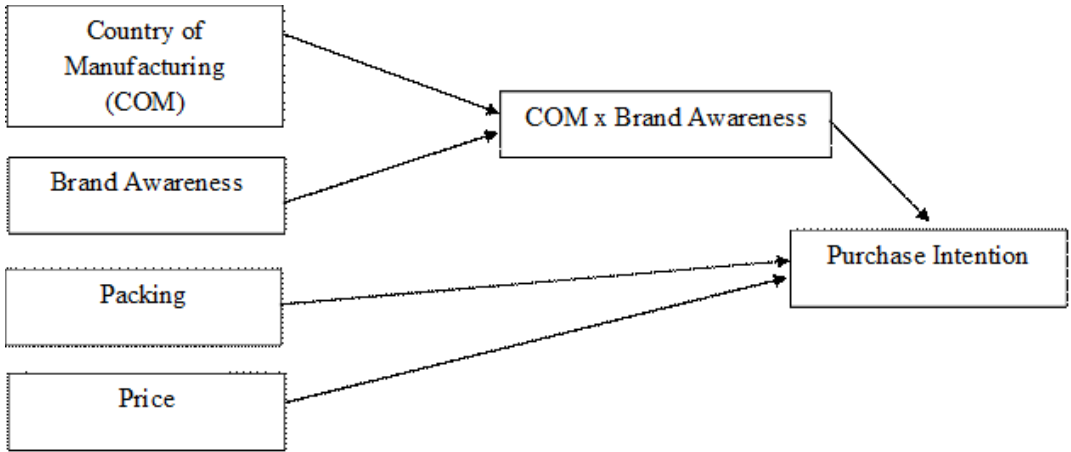 Country of
Manufacturing
(COM)
COM x Brand Awareness
Brand Awareness
Purchase Intention
Packing
Price